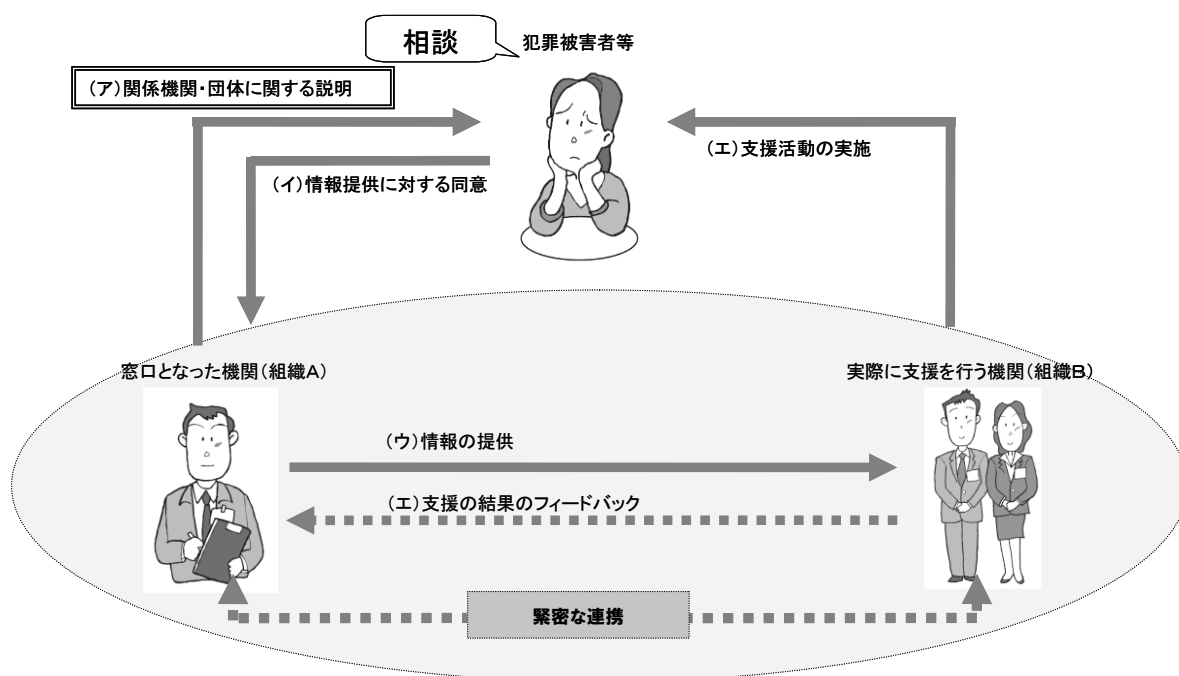 相談
犯罪被害者等
(ア)関係機関・団体に関する説明
(エ)支援活動の実施
(イ)情報提供に対する同意
窓口となった機関(組織A)
実際に支援を行う機関(組織B)
(ウ)情報の提供
(エ)支援の結果のフィードバック
緊密な連携